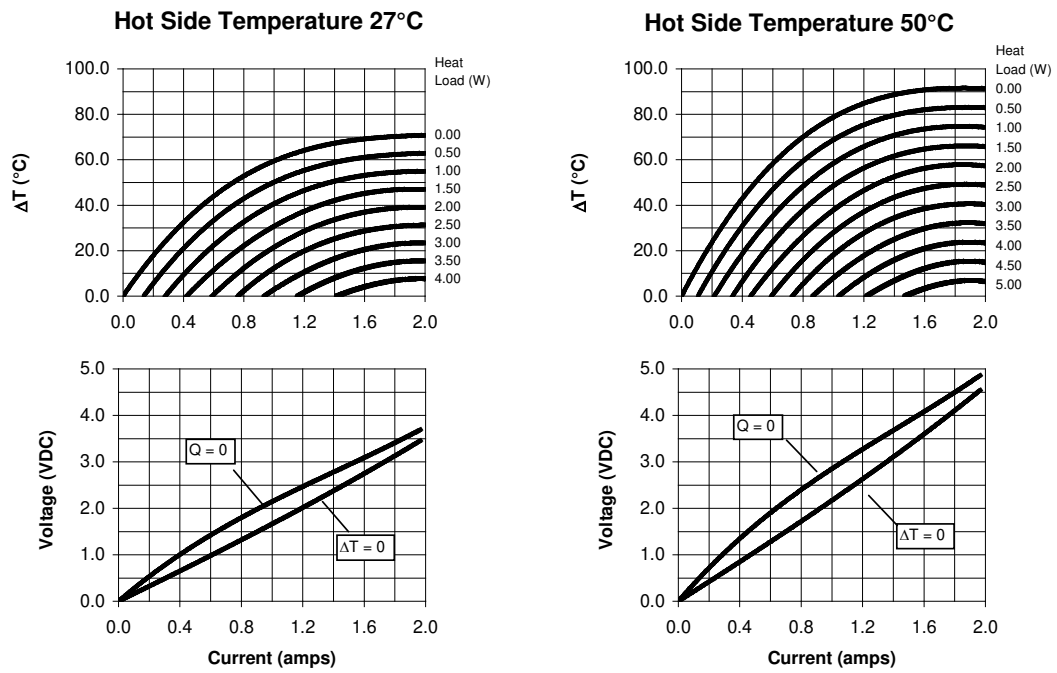 Hot Side Temperature 27°C
Heat
Load (W)
100.0
80.0
60.0
40.0
20.0
0.0
ΔT (°C)
0.00
0.50
1.00
1.50
2.00
2.50
3.00
3.50
4.00
0.0 0.4 0.8 1.2 1.6 2.0
Hot Side Temperature 50°C
Heat
Load (W)
100.0
80.0
60.0
40.0
20.0
0.0
ΔT (°C)
0.00
0.50
1.00
1.50
2.00
2.50
3.00
3.50
4.00
4.50
5.00
0.0 0.4 0.8 1.2 1.6 2.0
5.0
4.0
3.0
2.0
1.0
0.0
Voltage (VDC)
Q = 0
ΔT = 0
0.0 0.4 0.8 1.2 1.6 2.0
Current (amps)
5.0
4.0
3.0
2.0
1.0
0.0
Voltage (VDC)
Q = 0
ΔT = 0
0.0 0.4 0.8 1.2 1.6 2.0
Current (amps)